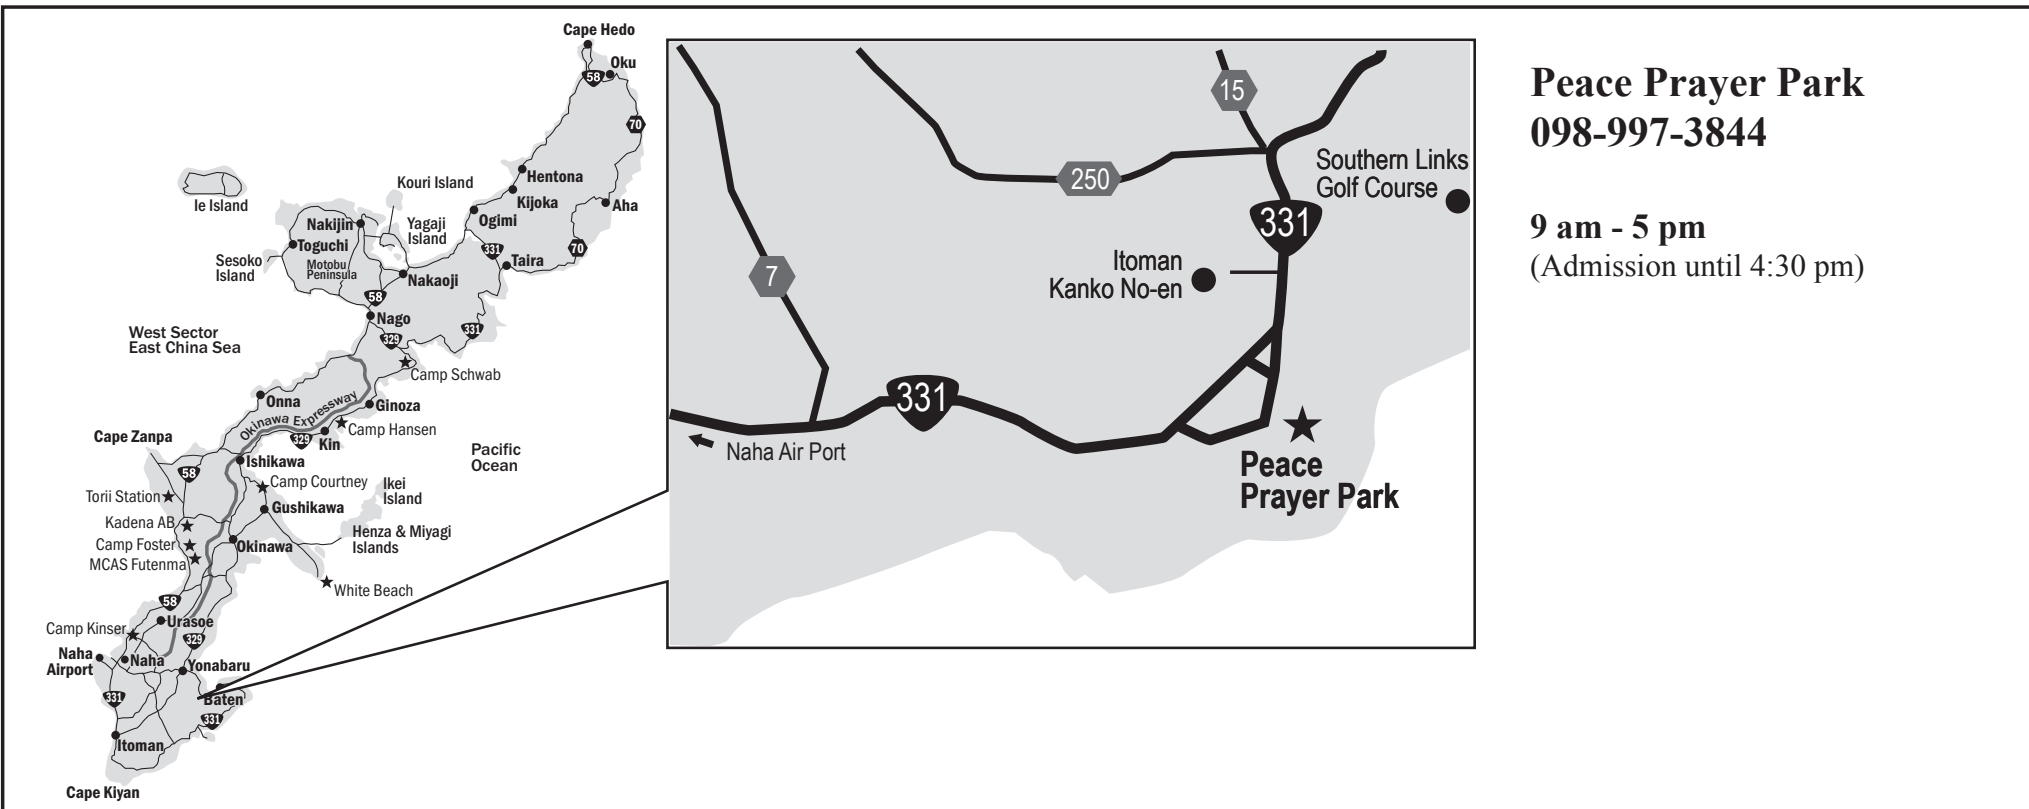 Cape Hedo
Oku
58
70
Hentona
Kijoka
Kouri Island
Ie Island
Aha
Ogimi
Nakijin
Yagaji
Island
Toguchi
331
70
Sesoko
Island
Motobu
Peninsula
Taira
Nakaoji
58
Nago
West Sector
East China Sea
329
331
Camp Schwab
Onna
Okinawa Expressway
Ginoza
Camp Hansen
Cape Zanpa
329
Kin
Pacific
Ocean
Ishikawa
58
Camp Courtney
Ikei
Island
Torii Station
Gushikawa
Kadena AB
Henza & Miyagi
Islands
Camp Foster
Okinawa
MCAS Futenma
White Beach
58
Urasoe
Camp Kinser
329
Naha
Airport
Naha
Yonabaru
331
Baten
331
Itoman
Cape Kiyan
15
Southern Links
Golf Course
250
331
Itoman
Kanko No-en
7
331
Naha Air Port
Peace
Prayer Park
Peace Prayer Park
098-997-3844
9 am - 5 pm
(Admission until 4:30 pm)